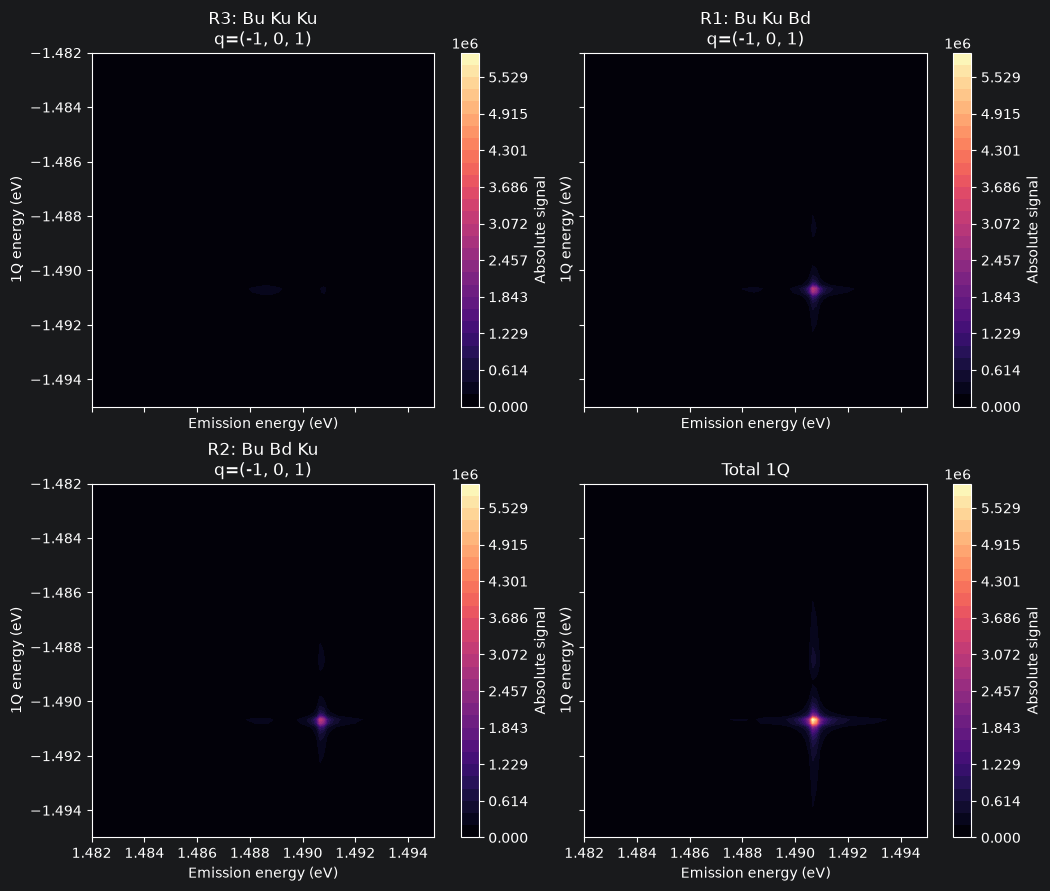 R3: Bu Ku Ku
q=(-1, 0, 1)
1e6
−1.482
−1.484
−1.486
−1.488
−1.490
−1.492
−1.494
1Q energy (eV)
Emission energy (eV)
5.529
4.915
4.301
3.686
3.072
2.457
1.843
1.229
0.614
0.000
Absolute signal
R1: Bu Ku Bd
q=(-1, 0, 1)
1e6
1Q energy (eV)
Emission energy (eV)
5.529
4.915
4.301
3.686
3.072
2.457
1.843
1.229
0.614
0.000
Absolute signal
R2: Bu Bd Ku
q=(-1, 0, 1)
1e6
−1.482
−1.484
−1.486
−1.488
−1.490
−1.492
−1.494
1Q energy (eV)
1.482 1.484 1.486 1.488 1.490 1.492 1.494
Emission energy (eV)
5.529
4.915
4.301
3.686
3.072
2.457
1.843
1.229
0.614
0.000
Absolute signal
Total 1Q
1e6
1Q energy (eV)
1.482 1.484 1.486 1.488 1.490 1.492 1.494
Emission energy (eV)
5.529
4.915
4.301
3.686
3.072
2.457
1.843
1.229
0.614
0.000
Absolute signal